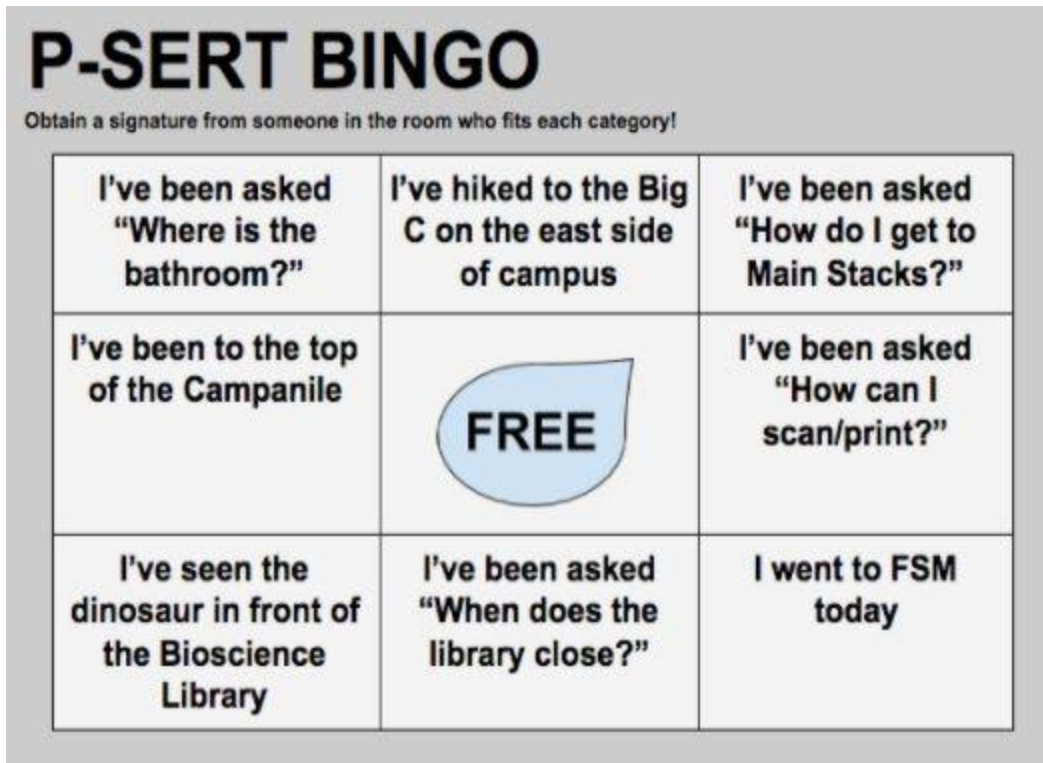 P-SERT BINGO
Obtain a signature from someone in the room who fits each category!
I've been asked
“Where is the
bathroom?”
I've hiked to the Big
C on the east side
of campus
I've been asked
“How do I get to
Main Stacks?”
I've been to the top
of the Campanile
FREE
I've been asked
“How can I
scan/print?”
I've seen the
dinosaur in front of
the Bioscience
Library
I've been asked
“When does the
library close?”
I went to FSM
today